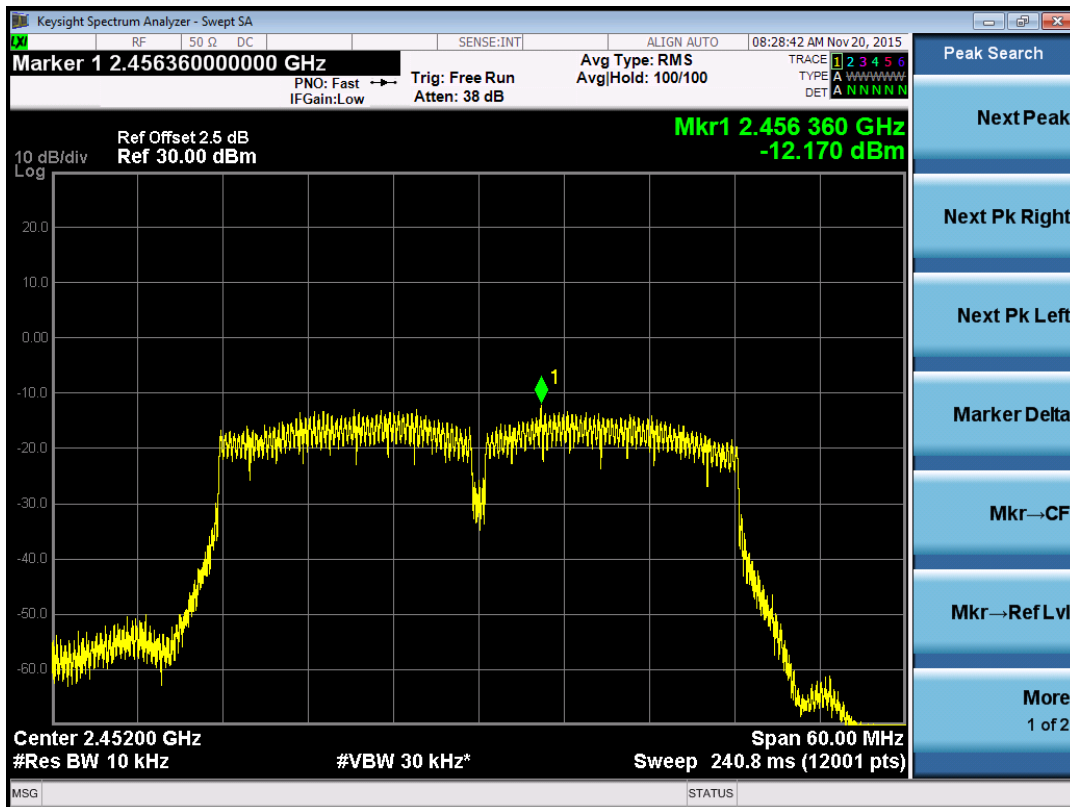 Keysight Spectrum Analyzer - Swept SA
LXI RF 50 Ω DC SENSE:INT ALIGN AUTO 08:28:42 AM Nov 20, 2015
Marker 1 2.456360000000 GHz
PNO: Fast
IFGain:Low
Trig: Free Run
Atten: 38 dB
Avg Type: RMS
Avg|Hold: 100/100
TRACE 1 2 3 4 5 6
TYPE A WWWWW
DET A N N N N N
Peak Search
Next Peak
Next Pk Right
Next Pk Left
Marker Delta
Mkr→CF
Mkr→Ref Lvl
More
1 of 2
Mkr1 2.456 360 GHz
-12.170 dBm
Ref Offset 2.5 dB
10 dB/div Ref 30.00 dBm
Log
20.0
10.0
0.00
-10.0
-20.0
-30.0
-40.0
-50.0
-60.0
1
Center 2.45200 GHz Span 60.00 MHz
#Res BW 10 kHz #VBW 30 kHz* Sweep 240.8 ms (12001 pts)
MSG STATUS